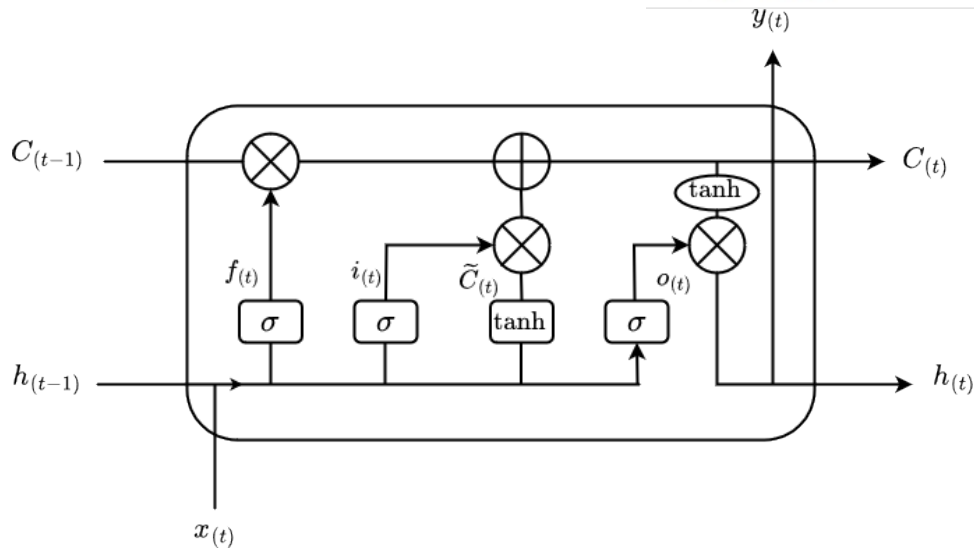 y₍ₜ₎
C₍ₜ₋₁₎
C₍ₜ₎
tanh
f₍ₜ₎
i₍ₜ₎
C̃₍ₜ₎
o₍ₜ₎
σ
σ
tanh
σ
h₍ₜ₋₁₎
h₍ₜ₎
x₍ₜ₎